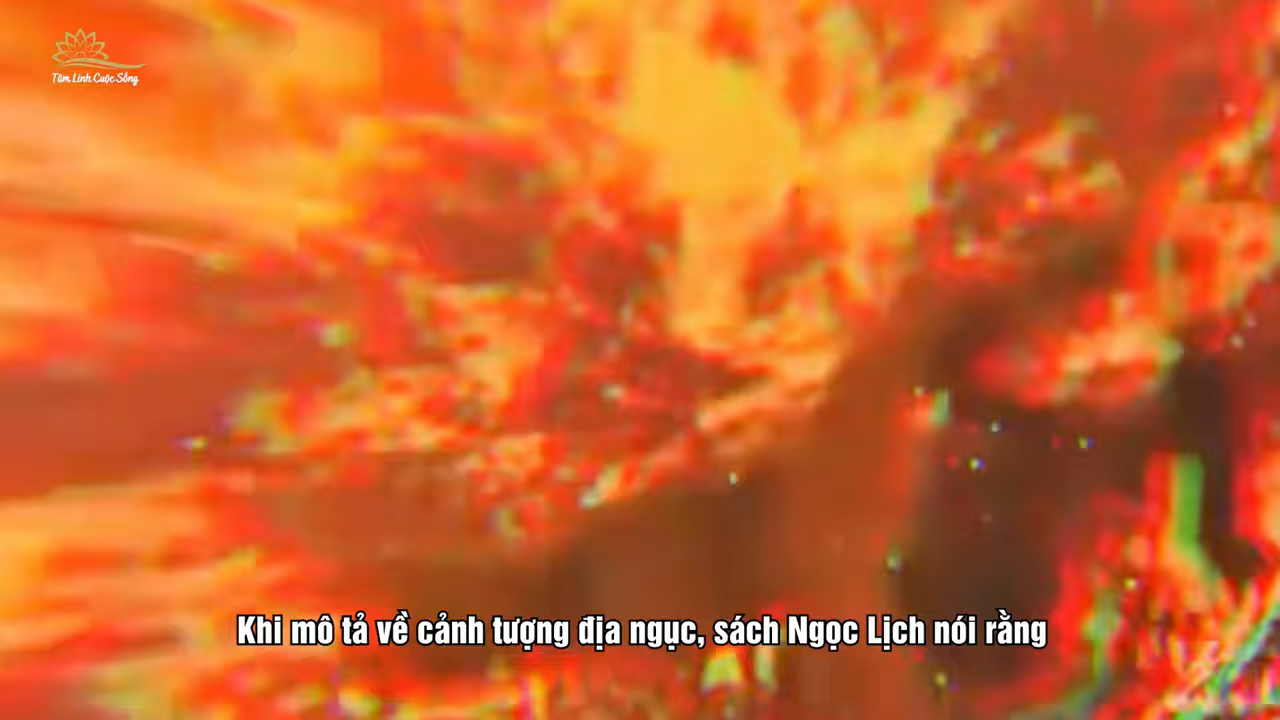 Tâm Linh Cuộc Sống
Khi mô tả về cảnh tượng địa ngục, sách Ngọc Lịch nói rằng